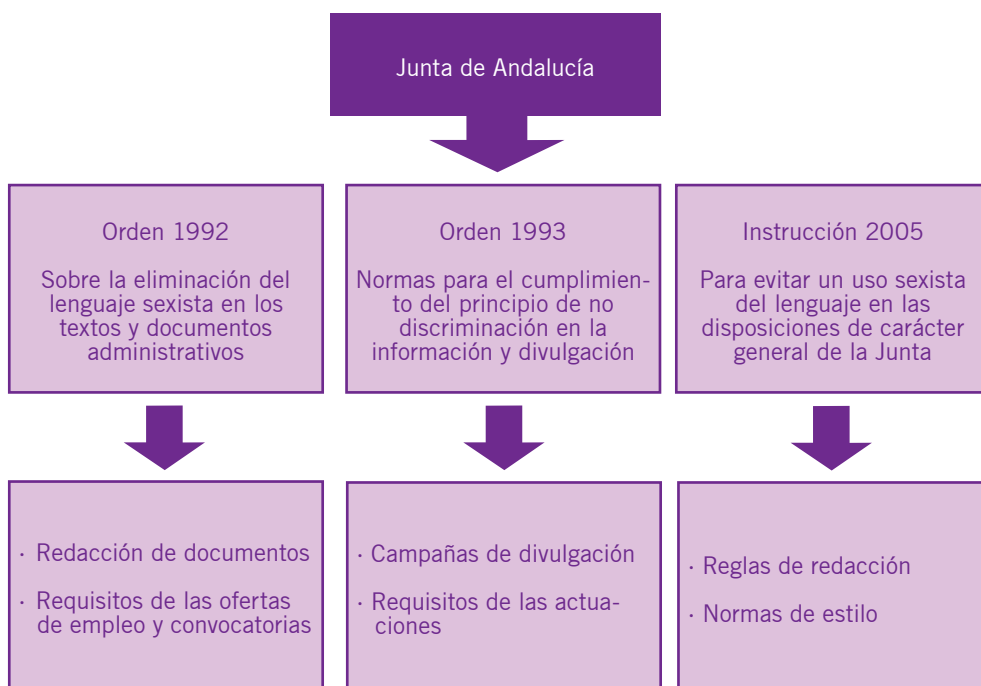 Junta de Andalucía
Orden 1992
Sobre la eliminación del
lenguaje sexista en los
textos y documentos
administrativos
Orden 1993
Normas para el cumplimien-
to del principio de no
discriminación en la
información y divulgación
Instrucción 2005
Para evitar un uso sexista
del lenguaje en las
disposiciones de carácter
general de la Junta
· Redacción de documentos
· Requisitos de las ofertas
de empleo y convocatorias
· Campañas de divulgación
· Requisitos de las actua-
ciones
· Reglas de redacción
· Normas de estilo